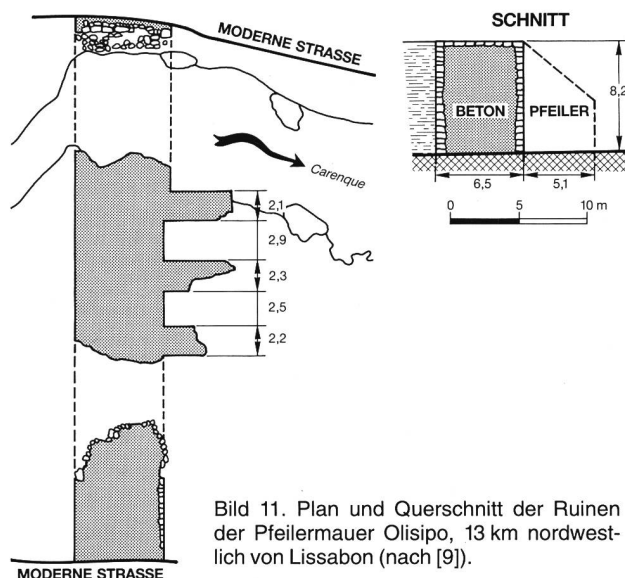 MODERNE STRASSE
Carenque
2,1
2,9
2,3
2,5
2,2
MODERNE STRASSE
SCHNITT
BETON
PFEILER
8,2
6,5
5,1
0 5 10 m
Bild 11. Plan und Querschnitt der Ruinen
der Pfeilermauer Olisipo, 13 km nordwest-
lich von Lissabon (nach [9]).